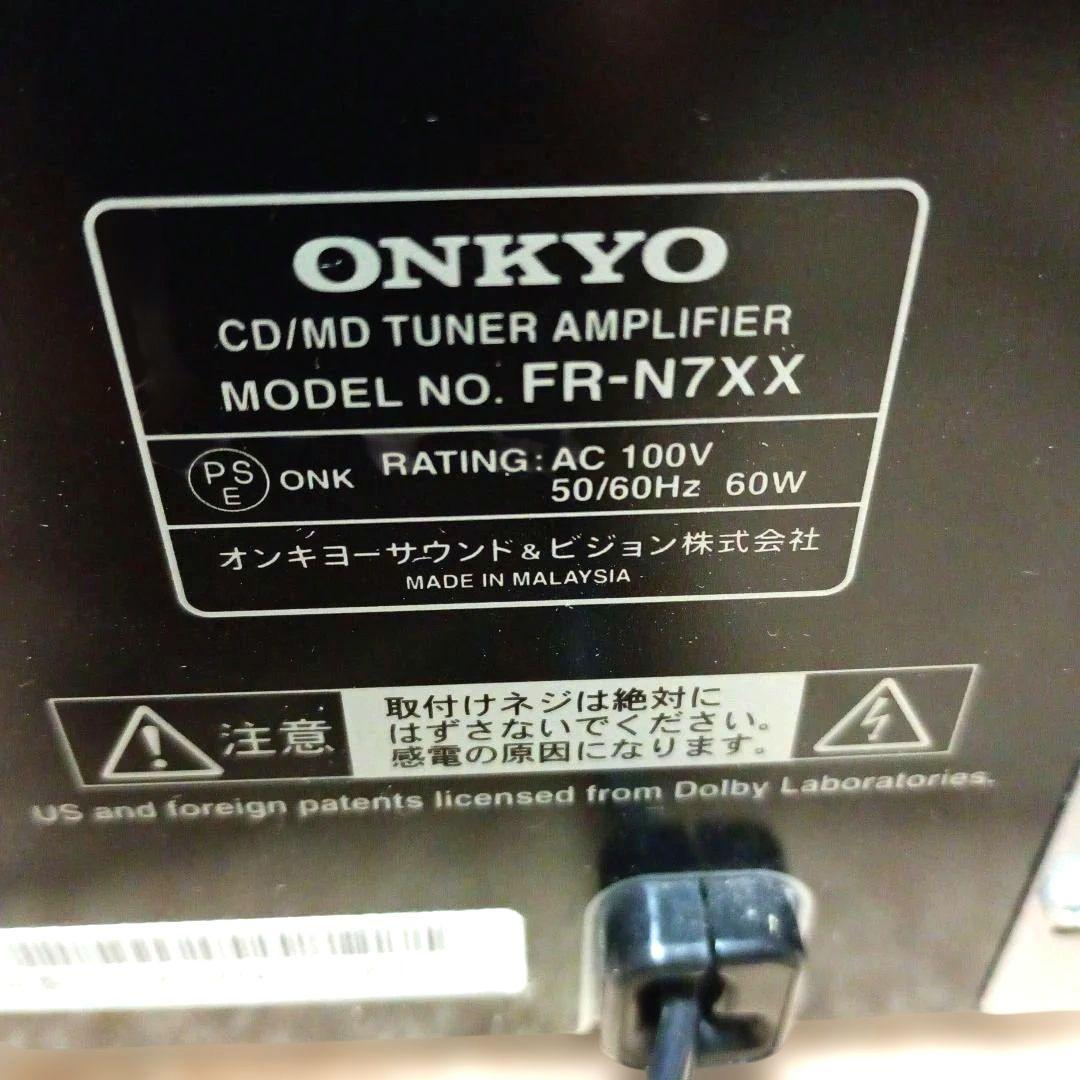 ONKYO
CD/MD TUNER AMPLIFIER
MODEL NO. FR-N7XX
PSE ONK RATING: AC 100V
50/60Hz 60W
オンキヨーサウンド&ビジョン株式会社
MADE IN MALAYSIA
注意
取付けネジは絶対に
はずさないでください。
感電の原因になります。
US and foreign patents licensed from Dolby Laboratories.